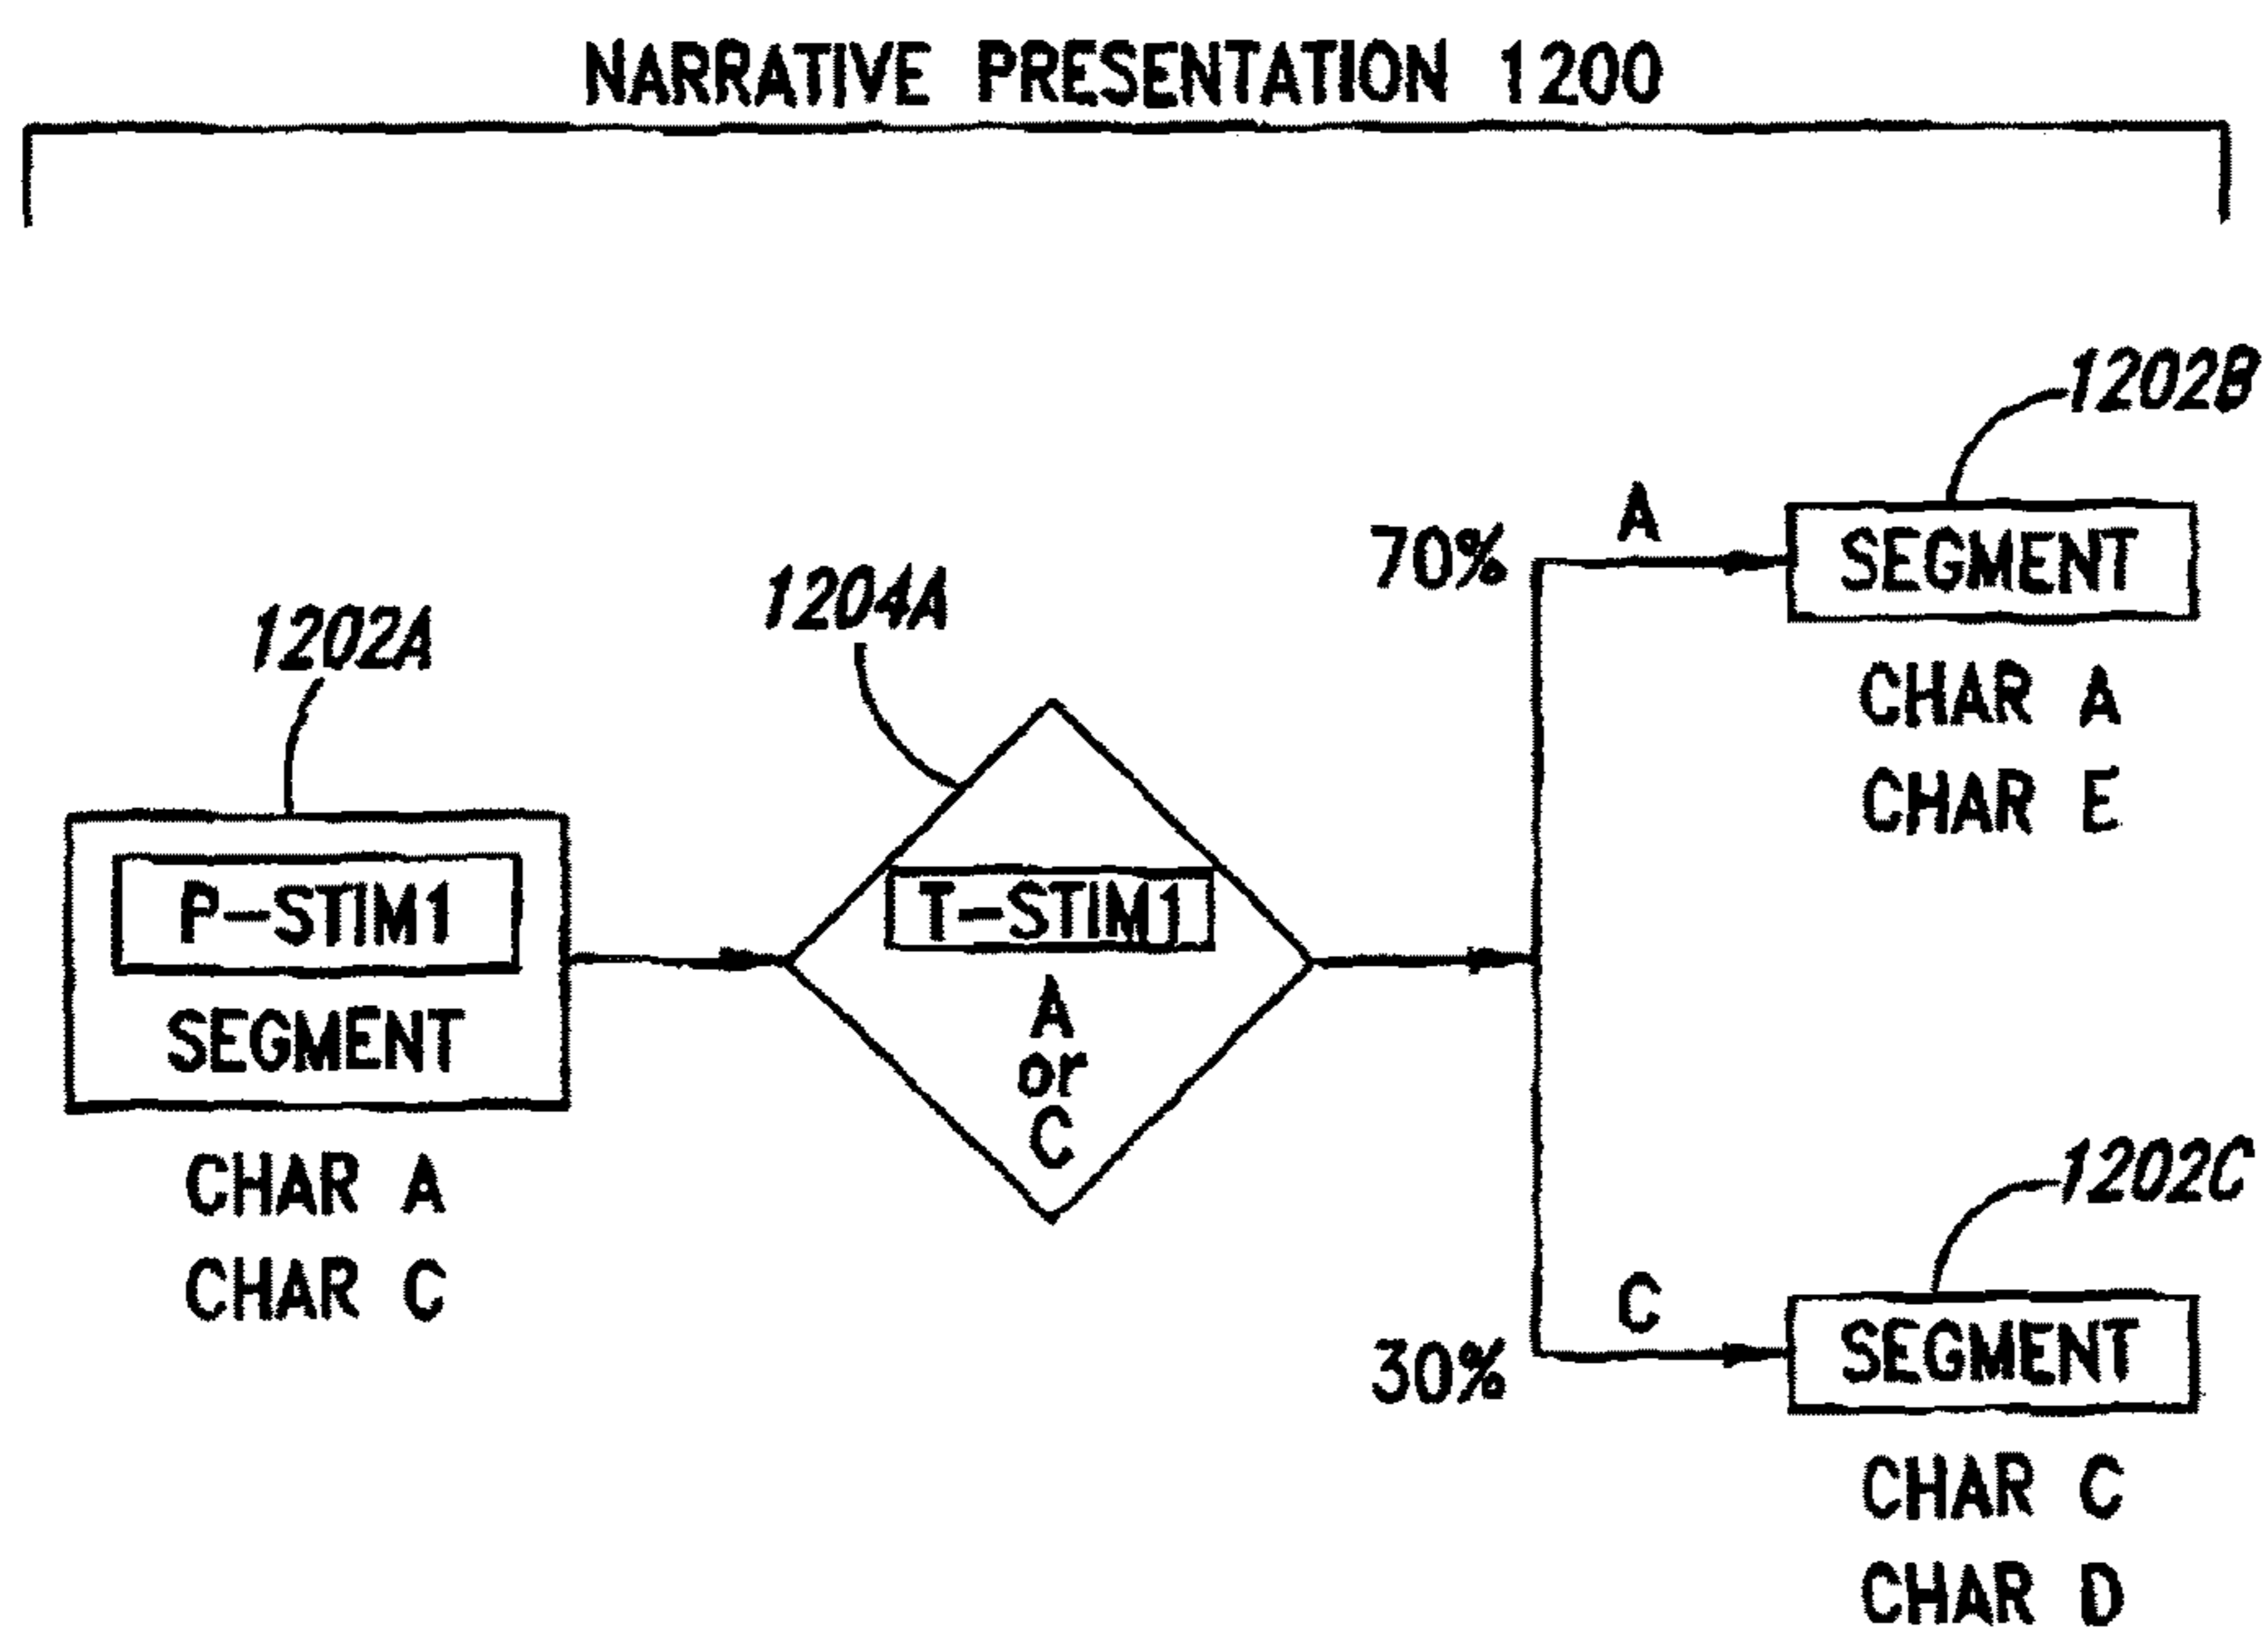 NARRATIVE PRESENTATION 1200
1202A
P-STIM1
SEGMENT
CHAR A
CHAR C
1204A
T-STIM1
A
or
C
70%
A
1202B
SEGMENT
CHAR A
CHAR E
30%
C
1202C
SEGMENT
CHAR C
CHAR D